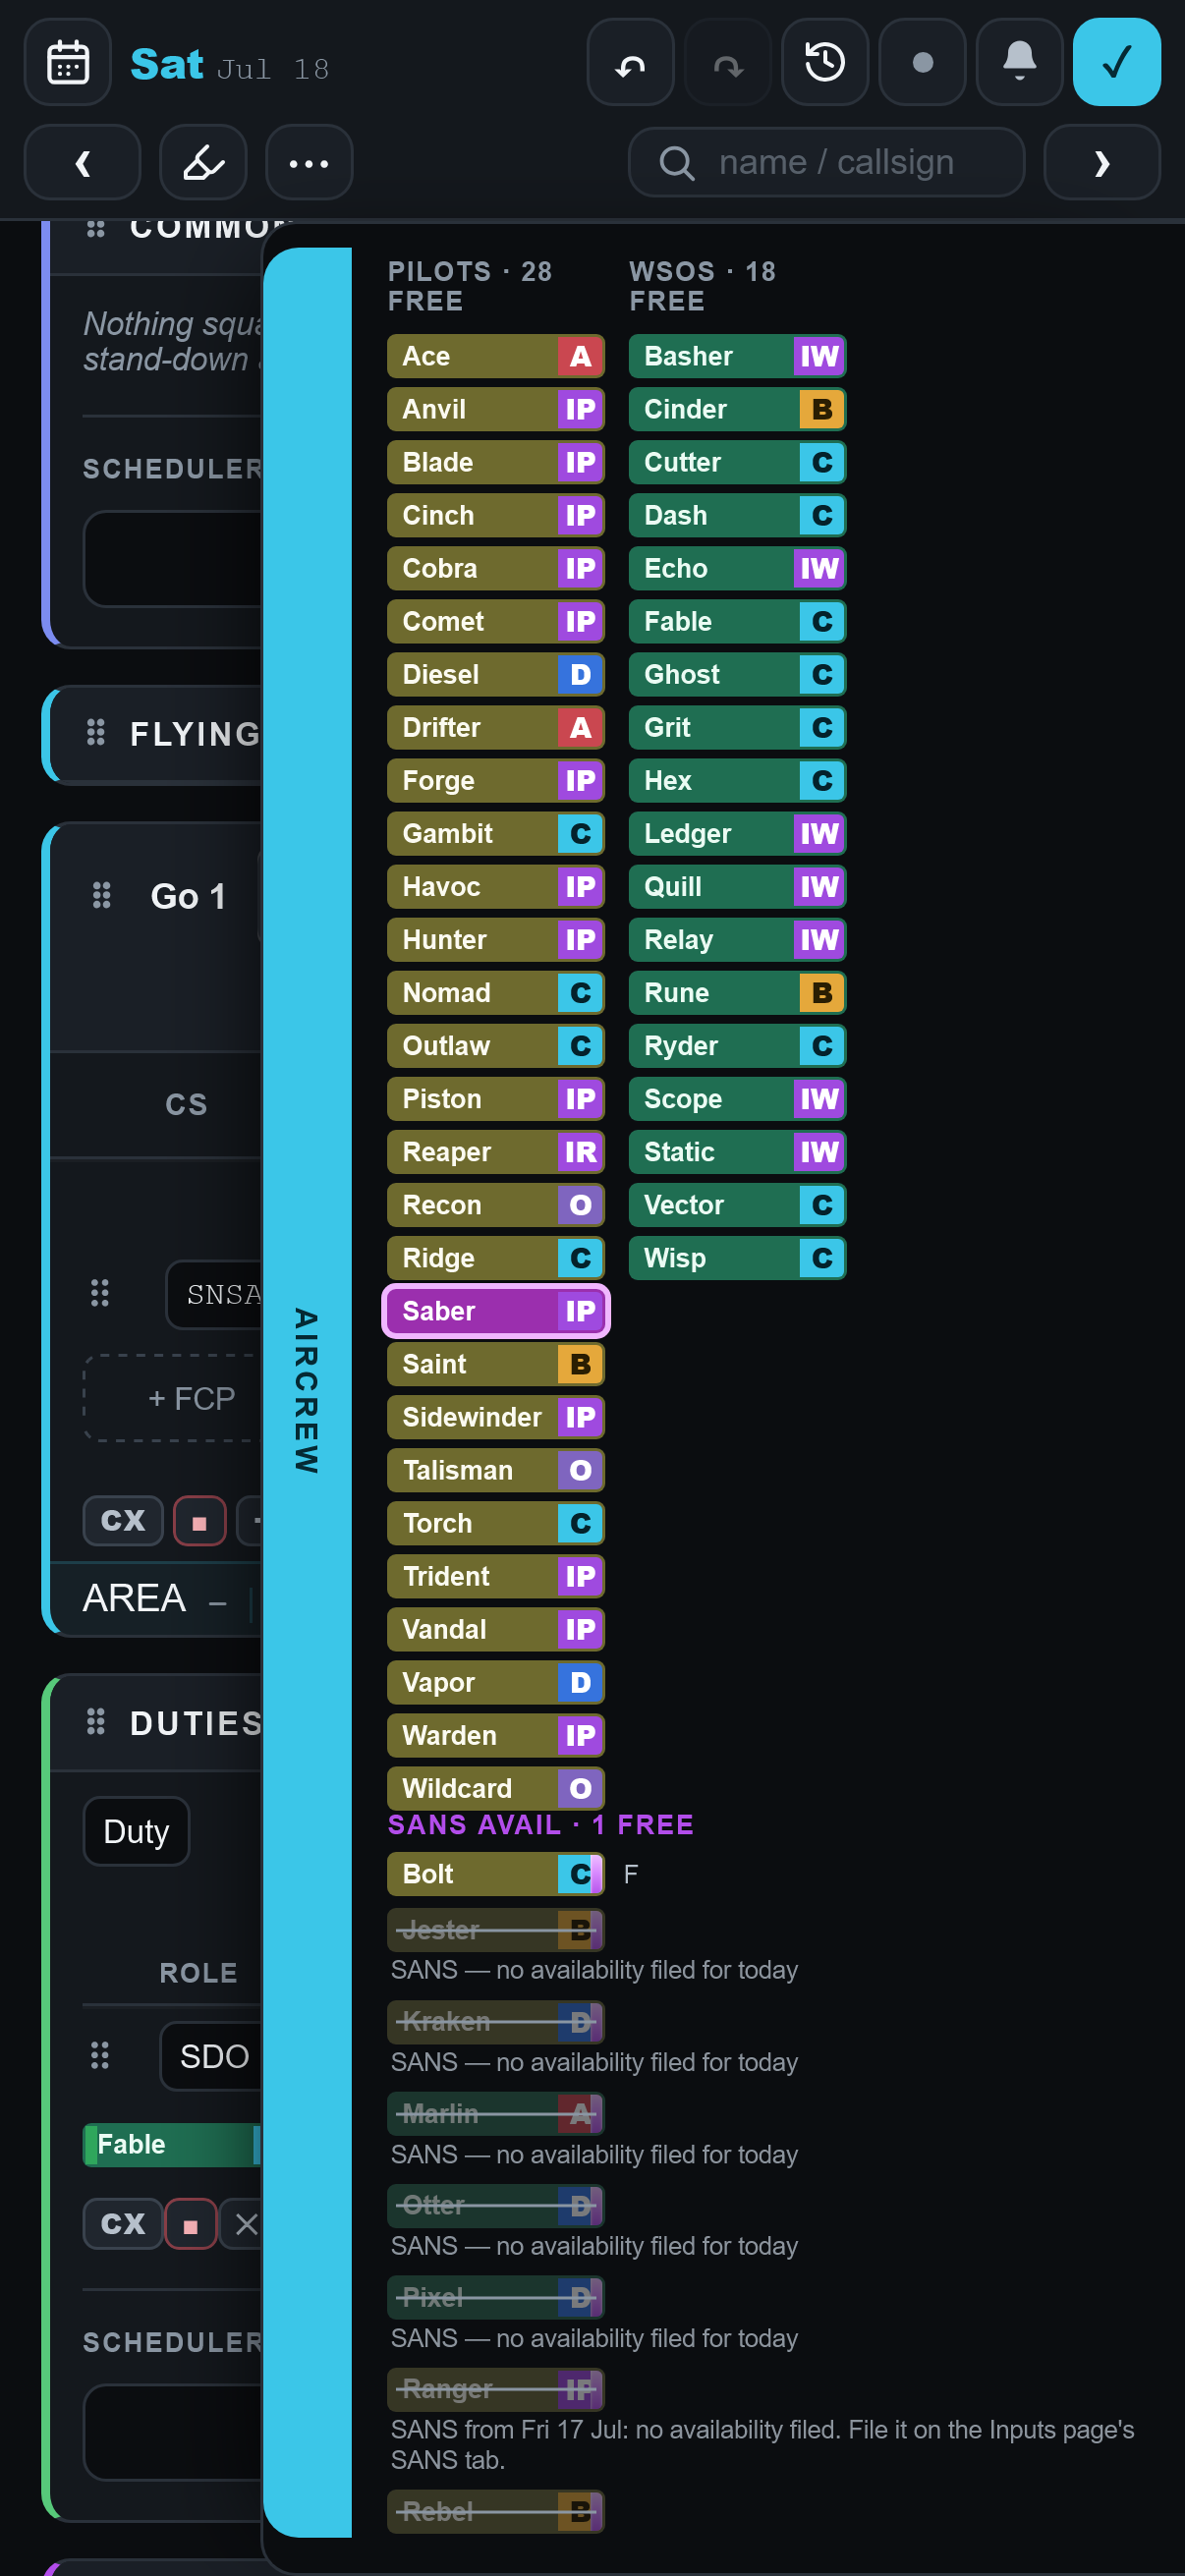 Sat Jul 18
name / callsign
COMMON
Nothing squa
stand-down
SCHEDULER
FLYING
Go 1
CS
SNSA
+ FCP
CX
AREA –
DUTIES
Duty
ROLE
SDO
Fable
CX
SCHEDULER
AIRCREW
PILOTS · 28 FREE
Ace A
Anvil IP
Blade IP
Cinch IP
Cobra IP
Comet IP
Diesel D
Drifter A
Forge IP
Gambit C
Havoc IP
Hunter IP
Nomad C
Outlaw C
Piston IP
Reaper IR
Recon O
Ridge C
Saber IP
Saint B
Sidewinder IP
Talisman O
Torch C
Trident IP
Vandal IP
Vapor D
Warden IP
Wildcard O
WSOS · 18 FREE
Basher IW
Cinder B
Cutter C
Dash C
Echo IW
Fable C
Ghost C
Grit C
Hex C
Ledger IW
Quill IW
Relay IW
Rune B
Ryder C
Scope IW
Static IW
Vector C
Wisp C
SANS AVAIL · 1 FREE
Bolt C F
Jester B
SANS — no availability filed for today
Kraken D
SANS — no availability filed for today
Marlin A
SANS — no availability filed for today
Otter D
SANS — no availability filed for today
Pixel D
SANS — no availability filed for today
Ranger IP
SANS from Fri 17 Jul: no availability filed. File it on the Inputs page's
SANS tab.
Rebel B